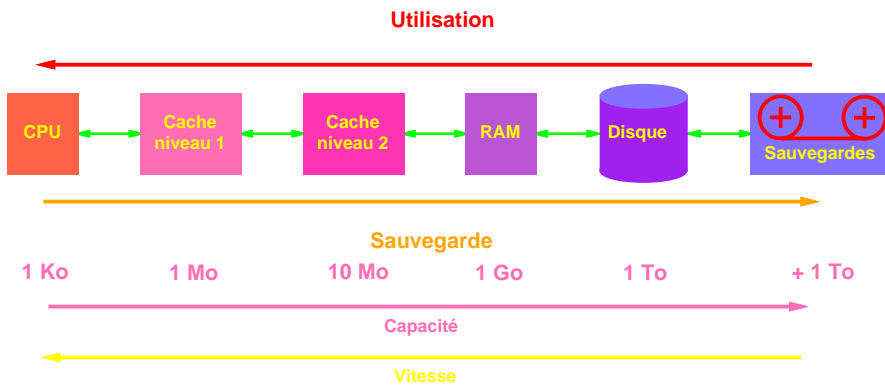 Utilisation
CPU
Cache
niveau 1
Cache
niveau 2
RAM
Disque
Sauvegardes
Sauvegarde
1 Ko 1 Mo 10 Mo 1 Go 1 To + 1 To
Capacité
Vitesse